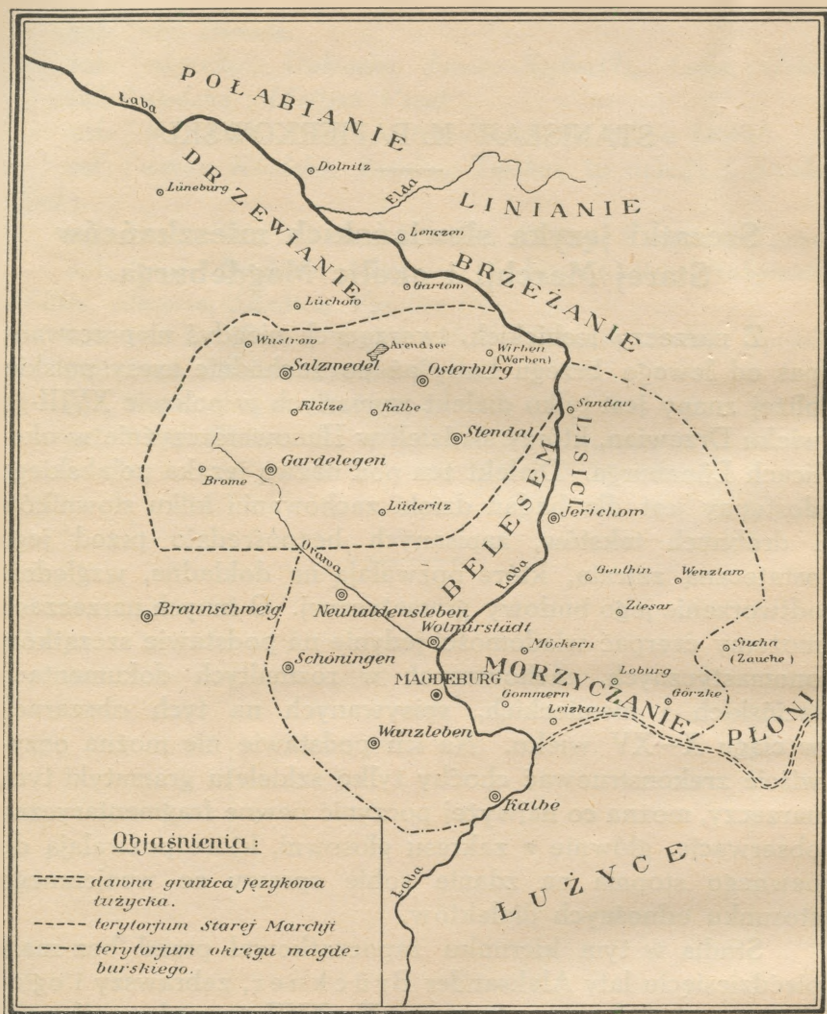 Łaba
POŁABIANIE
DRZEWIANIE
Dolnitz
Lüneburg
Elda
LINIANIE
Lenczen
BRZEŻANIE
Gartow
Lüchow
Wustrow
Arendsee
Wirben
(Warben)
Salzwedel
Osterburg
Sandau
Klötze
Kalbe
Stendal
LISICI
Gardelegen
Brome
BELESEM
Lüderitz
Jerichow
Orawa
Łaba
Genthin
Wenzlaw
Braunschweig
Neuhaldensleben
Ziesar
Wolmirstädt
Möckern
Sucha
(Zauche)
Schöningen
MORZYCZANIE
Loburg
MAGDEBURG
Gommern
Görzke
Leizkau
PŁONI
Wanzleben
Kalbe
Łaba
ŁUŻYCE
Objaśnienia:
dawna granica językowa
łużycka.
terytorjum Starej Marchji
terytorjum okręgu magde-
burskiego.